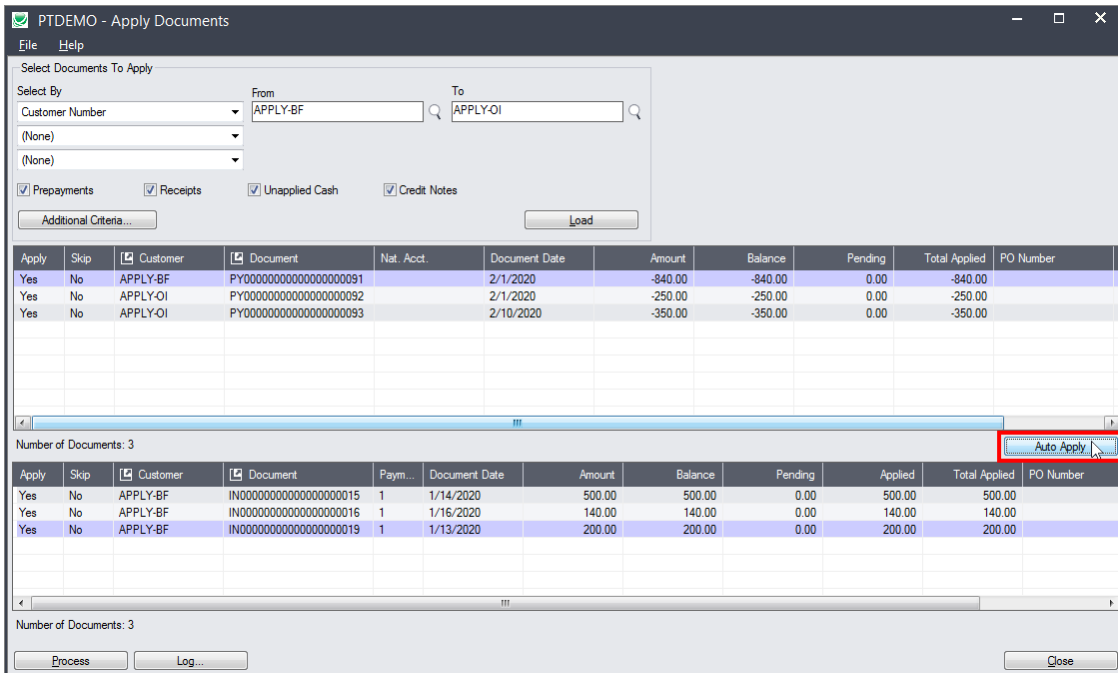 PTDEMO - Apply Documents
File Help
Select Documents To Apply
Select By From To
Customer Number APPLY-BF APPLY-OI
(None)
(None)
Prepayments Receipts Unapplied Cash Credit Notes
Additional Criteria... Load
Apply Skip Customer Document Nat. Acct. Document Date Amount Balance Pending Total Applied PO Number
Yes No APPLY-BF PY00000000000000000091 2/1/2020 -840.00 -840.00 0.00 -840.00
Yes No APPLY-OI PY00000000000000000092 2/1/2020 -250.00 -250.00 0.00 -250.00
Yes No APPLY-OI PY00000000000000000093 2/10/2020 -350.00 -350.00 0.00 -350.00
Number of Documents: 3 Auto Apply
Apply Skip Customer Document Paym... Document Date Amount Balance Pending Applied Total Applied PO Number
Yes No APPLY-BF IN00000000000000000015 1 1/14/2020 500.00 500.00 0.00 500.00 500.00
Yes No APPLY-BF IN00000000000000000016 1 1/16/2020 140.00 140.00 0.00 140.00 140.00
Yes No APPLY-BF IN00000000000000000019 1 1/13/2020 200.00 200.00 0.00 200.00 200.00
Number of Documents: 3
Process Log... Close